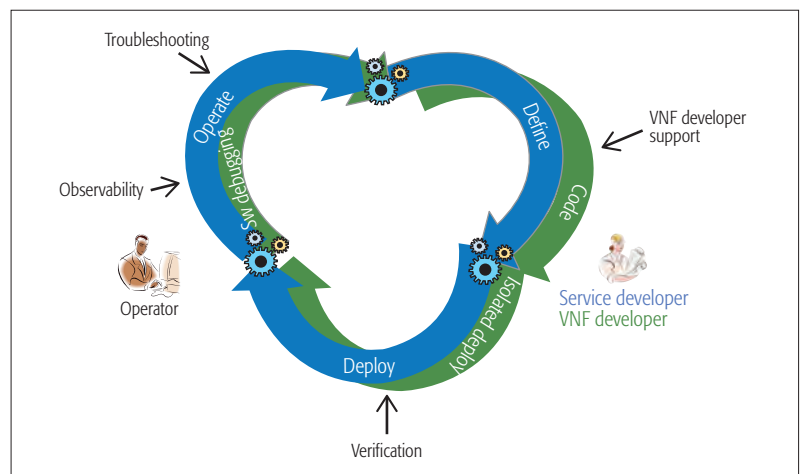 Troubleshooting
Operate
Sw debugging
Define
Code
VNF developer
support
Observability
Operator
Isolated deploy
Service developer
VNF developer
Deploy
Verification